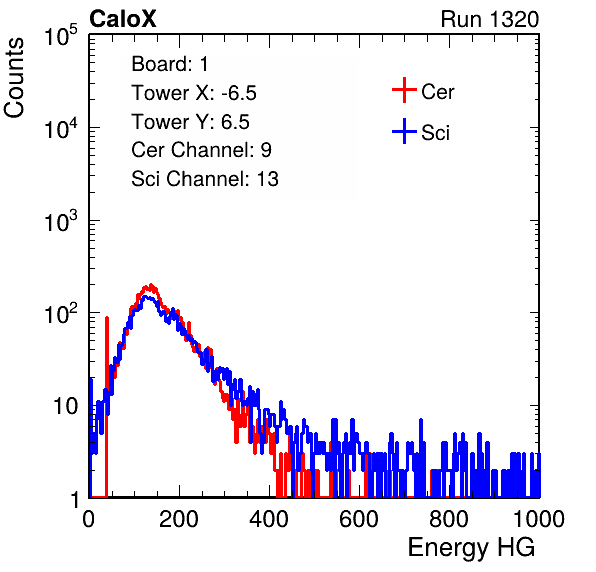 CaloX Run 1320
Counts
10^5
10^4
10^3
10^2
10
1
Board: 1
Tower X: -6.5
Tower Y: 6.5
Cer Channel: 9
Sci Channel: 13
Cer
Sci
0 200 400 600 800 1000
Energy HG